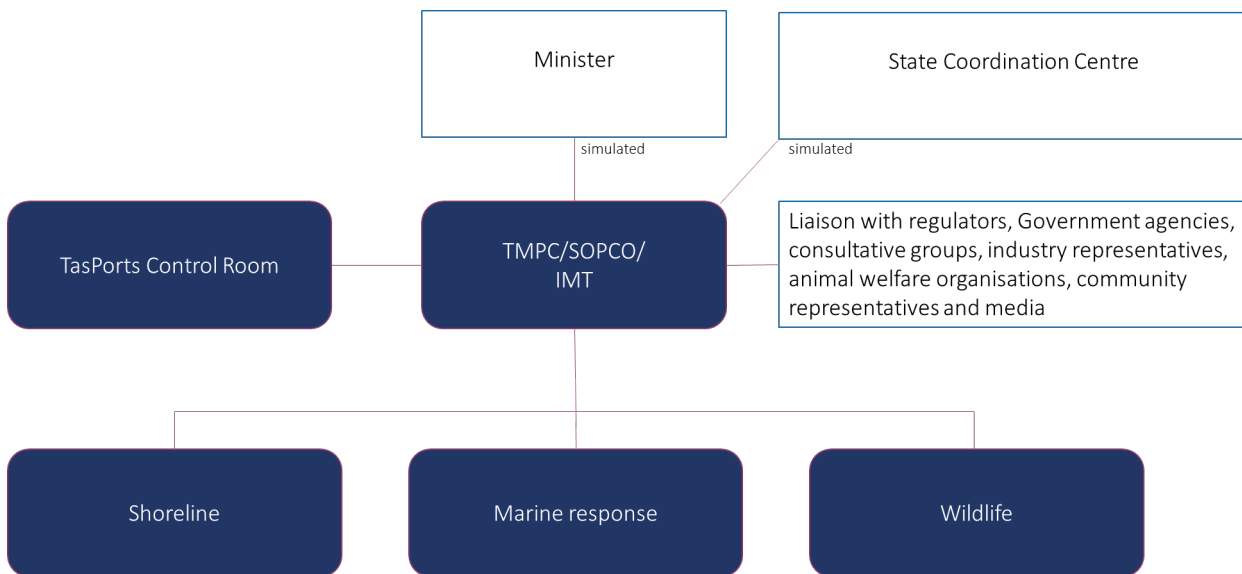 Minister
State Coordination Centre
simulated
simulated
TasPorts Control Room
TMPC/SOPCO/
IMT
Liaison with regulators, Government agencies,
consultative groups, industry representatives,
animal welfare organisations, community
representatives and media
Shoreline
Marine response
Wildlife